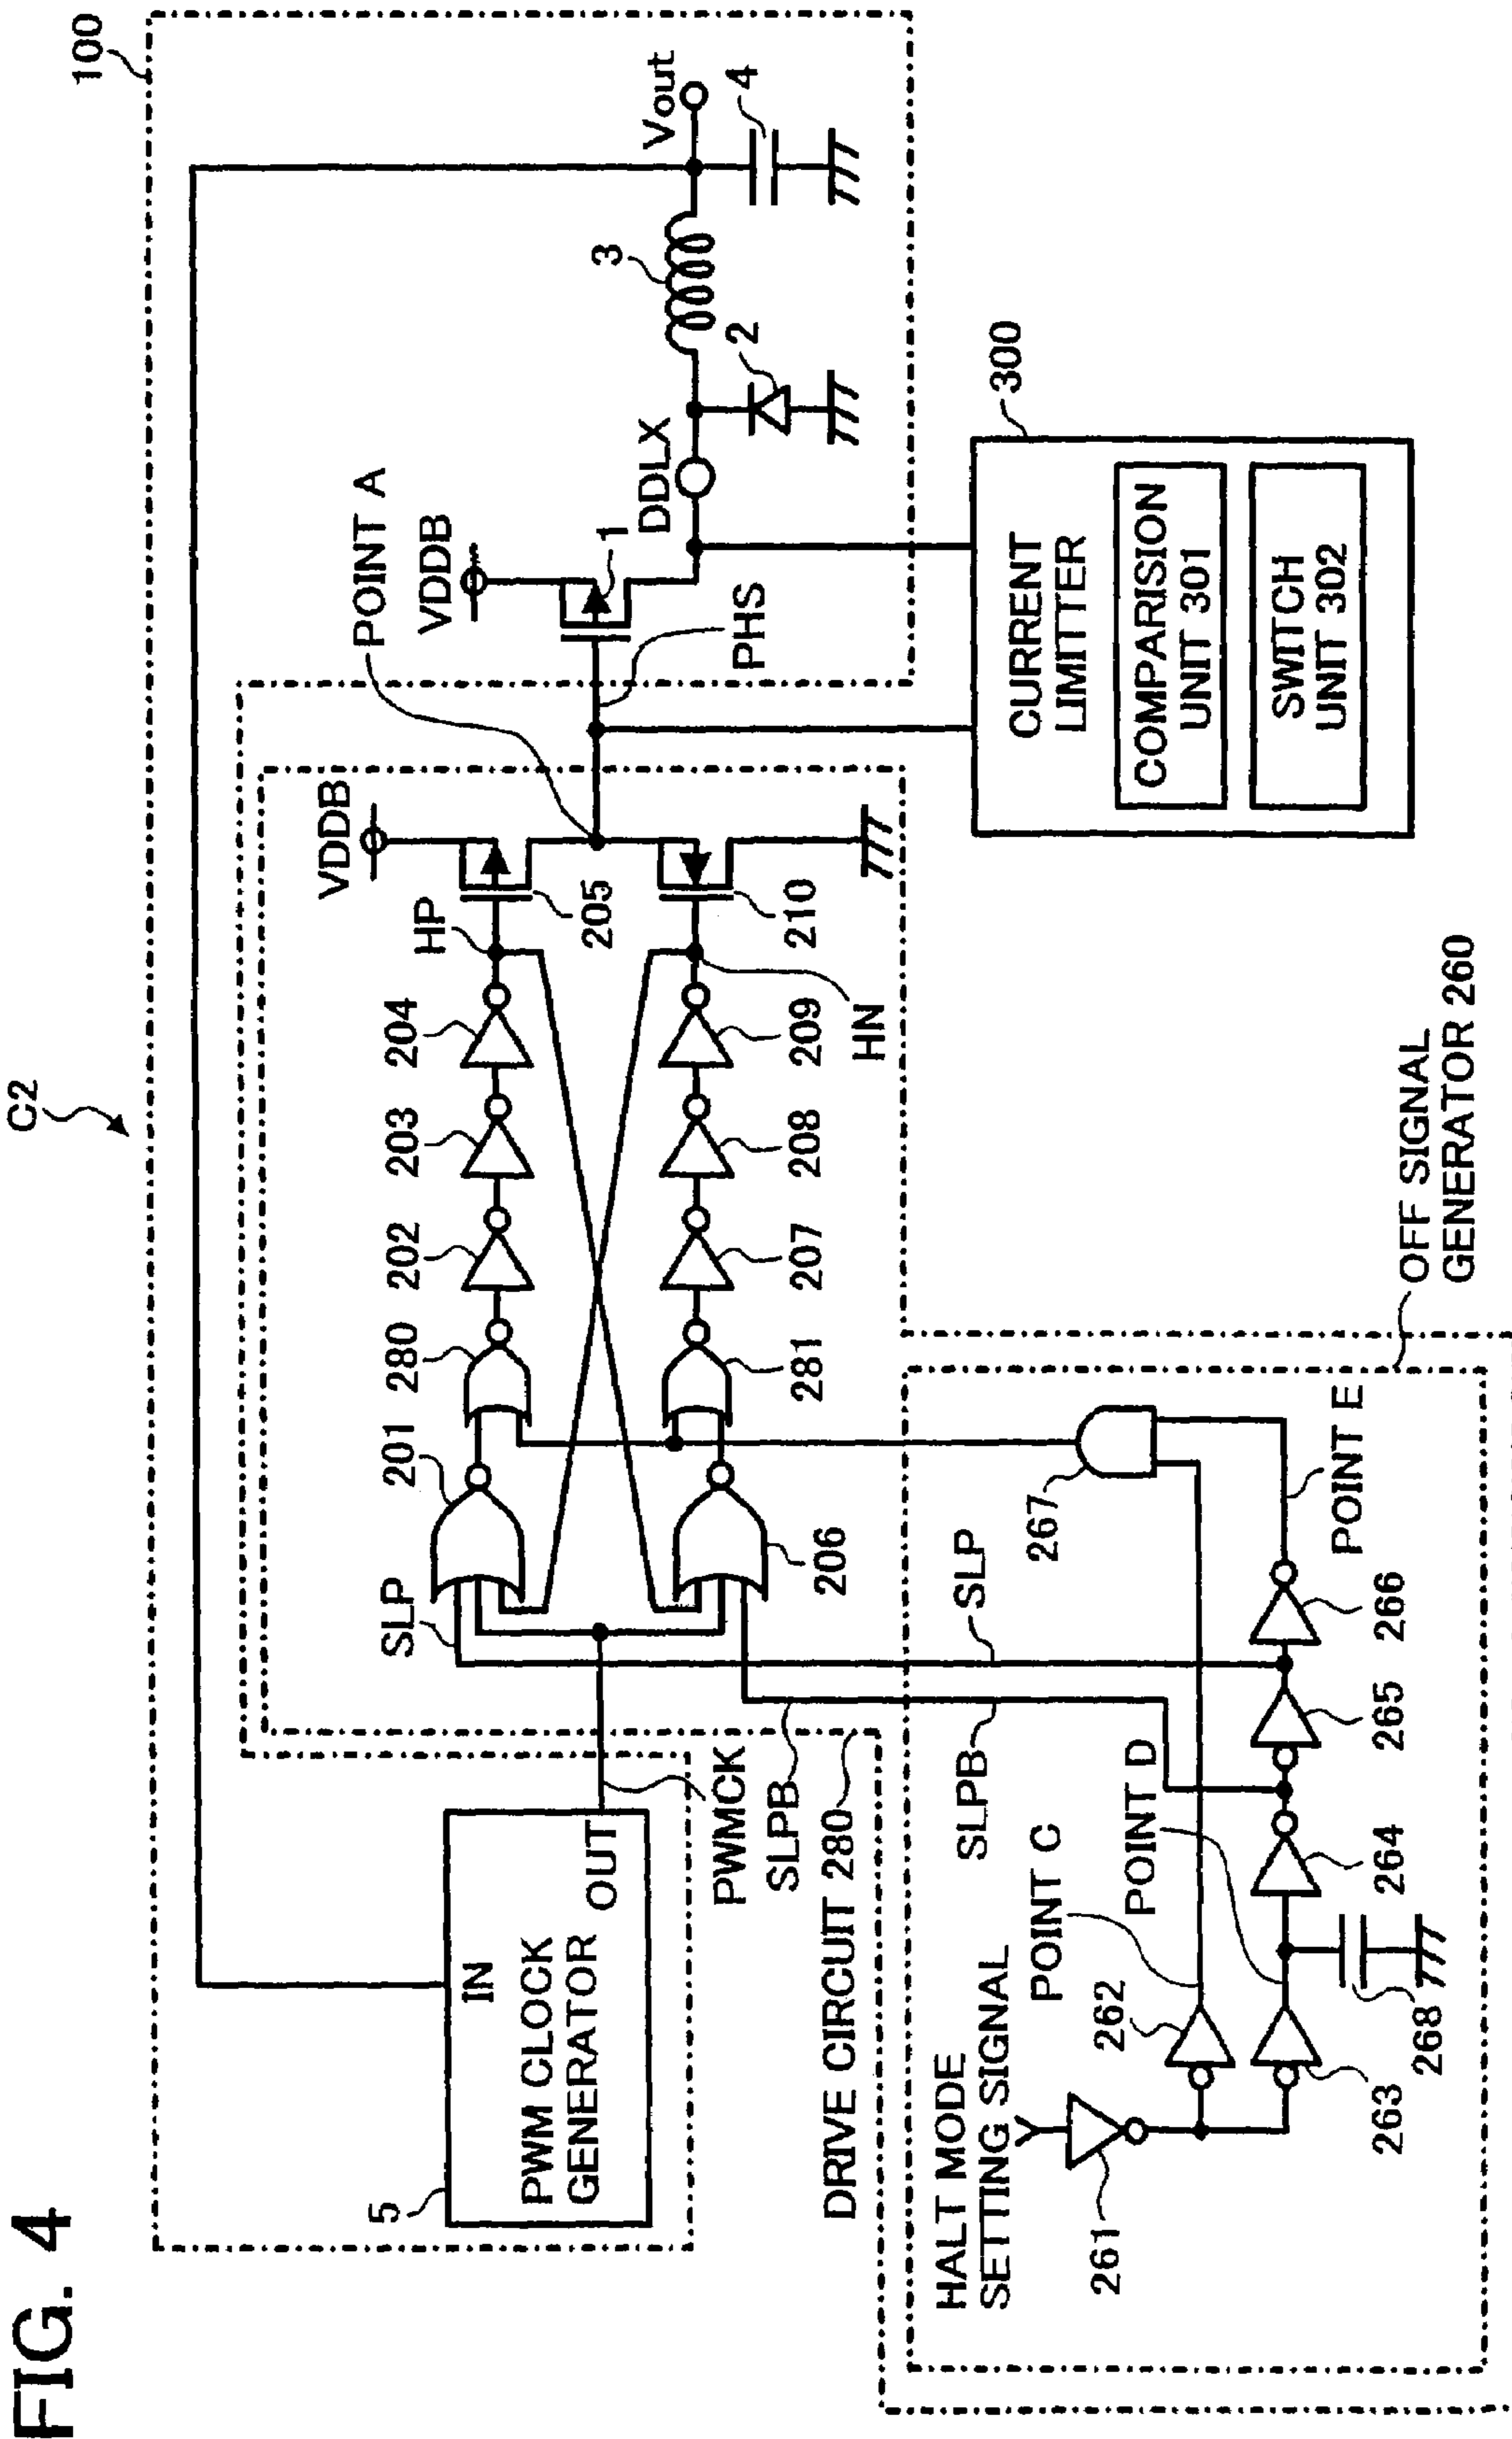 FIG. 4
C2
100
5
IN
PWM CLOCK
GENERATOR
OUT
PWMCK
SLPB
DRIVE CIRCUIT 280
SLP
201
280
202
203
204
HP
VDDB
205
POINT A
VDDB
1
PHS
DDLX
2
3
Vout
4
206
281
207
208
209
HN
210
300
CURRENT
LIMITTER
COMPARISION
UNIT 301
SWITCH
UNIT 302
HALT MODE
SETTING SIGNAL
261
262
263
POINT C
POINT D
268
264
SLPB
265
SLP
266
267
POINT E
OFF SIGNAL
GENERATOR 260